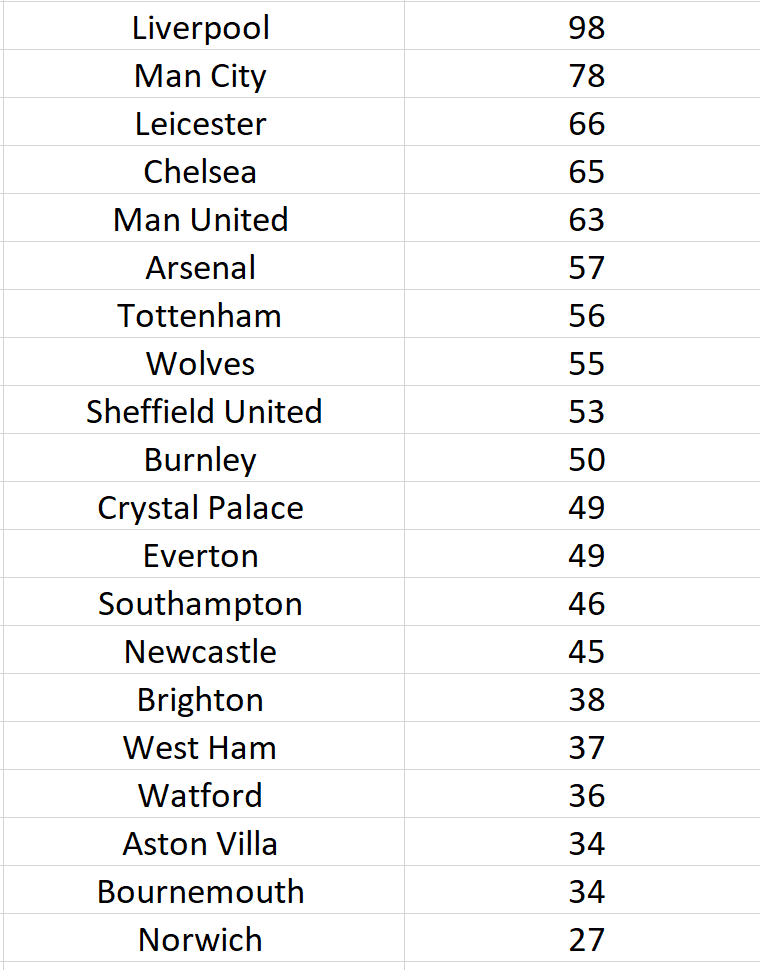 Liverpool 98
Man City 78
Leicester 66
Chelsea 65
Man United 63
Arsenal 57
Tottenham 56
Wolves 55
Sheffield United 53
Burnley 50
Crystal Palace 49
Everton 49
Southampton 46
Newcastle 45
Brighton 38
West Ham 37
Watford 36
Aston Villa 34
Bournemouth 34
Norwich 27